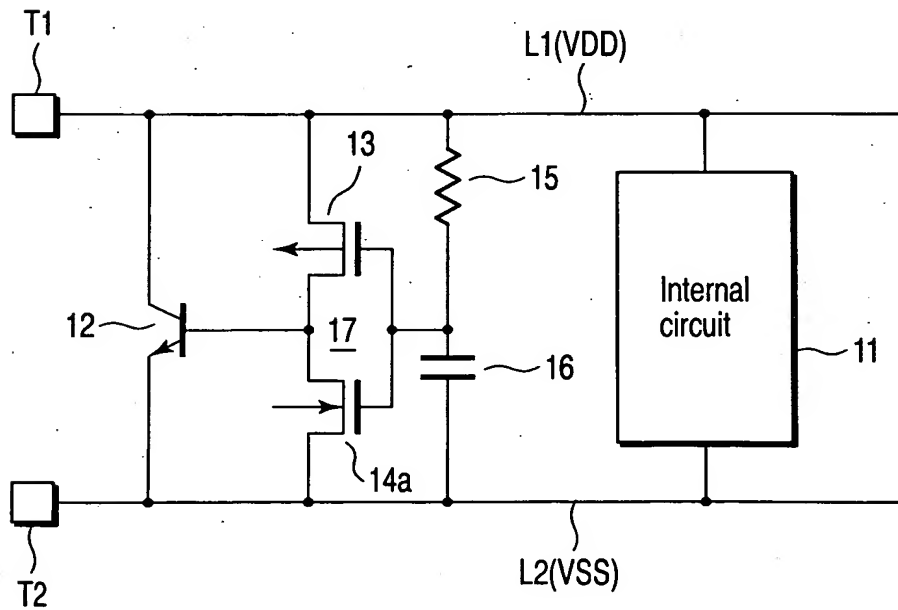 T1
L1(VDD)
13
15
12
17
Internal
circuit
16
11
14a
T2
L2(VSS)